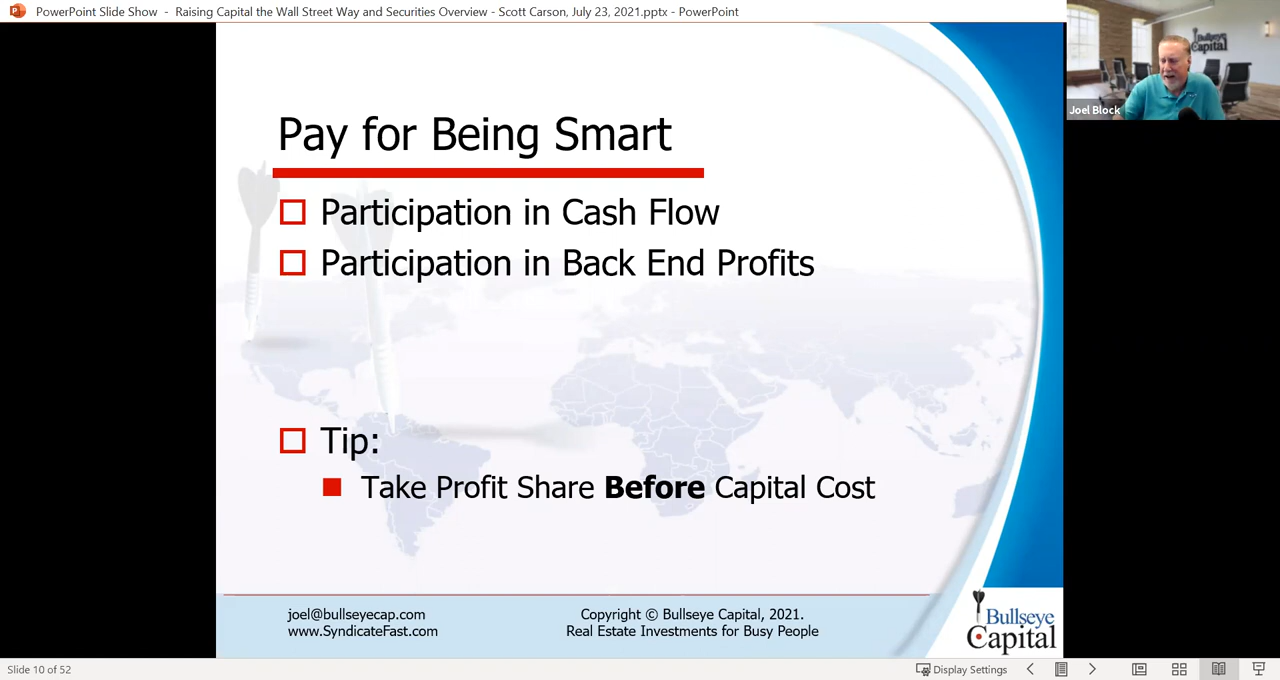 PowerPoint Slide Show - Raising Capital the Wall Street Way and Securities Overview - Scott Carson, July 23, 2021.pptx - PowerPoint
Bullseye
Capital
Joel Block
Pay for Being Smart
Participation in Cash Flow
Participation in Back End Profits
Tip:
Take Profit Share Before Capital Cost
joel@bullseyecap.com
www.SyndicateFast.com
Copyright © Bullseye Capital, 2021.
Real Estate Investments for Busy People
Bullseye
Capital
Slide 10 of 52
Display Settings